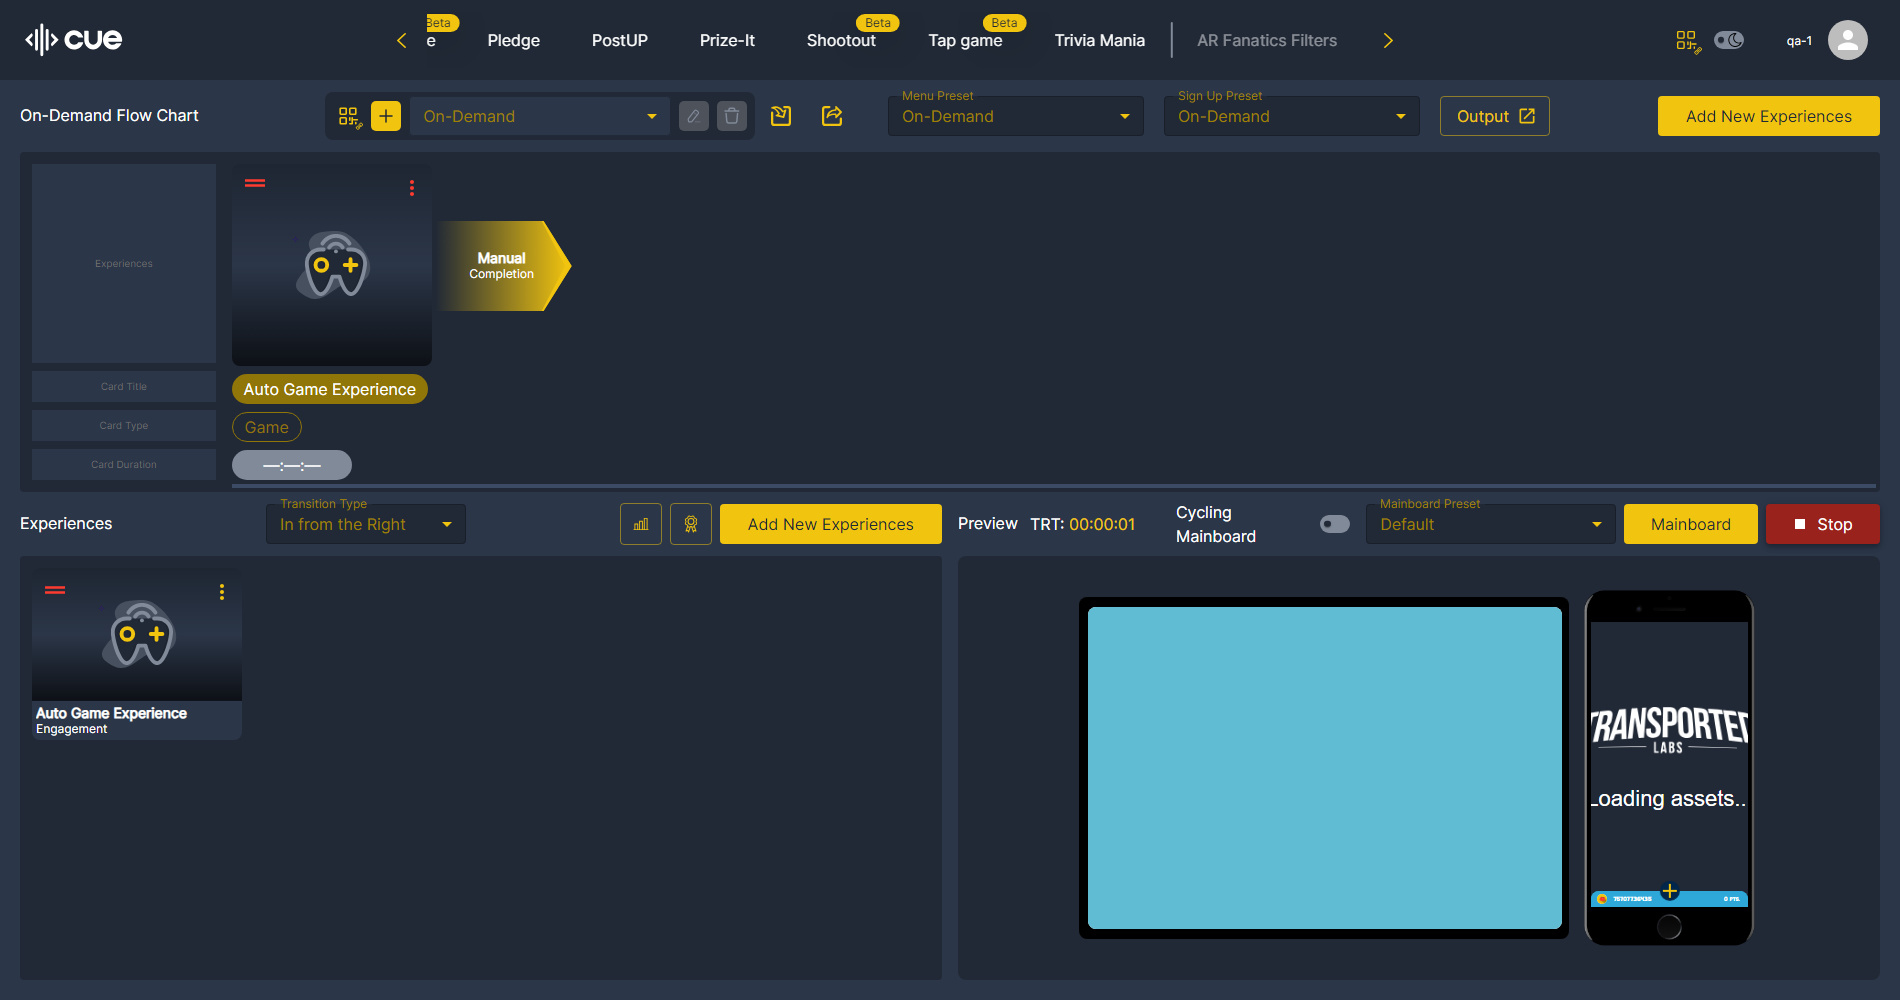 cue
e
Beta
Pledge
PostUP
Prize-It
Shootout
Beta
Tap game
Beta
Trivia Mania
AR Fanatics Filters
qa-1
On-Demand Flow Chart
On-Demand
Menu Preset
On-Demand
Sign Up Preset
On-Demand
Output
Add New Experiences
Experiences
Manual
Completion
Card Title
Auto Game Experience
Card Type
Game
Card Duration
—:—:—
Experiences
Transition Type
In from the Right
Add New Experiences
Preview
TRT: 00:00:01
Cycling
Mainboard
Mainboard Preset
Default
Mainboard
Stop
Auto Game Experience
Engagement
TRANSPORTED
LABS
Loading assets..
0 PTS.